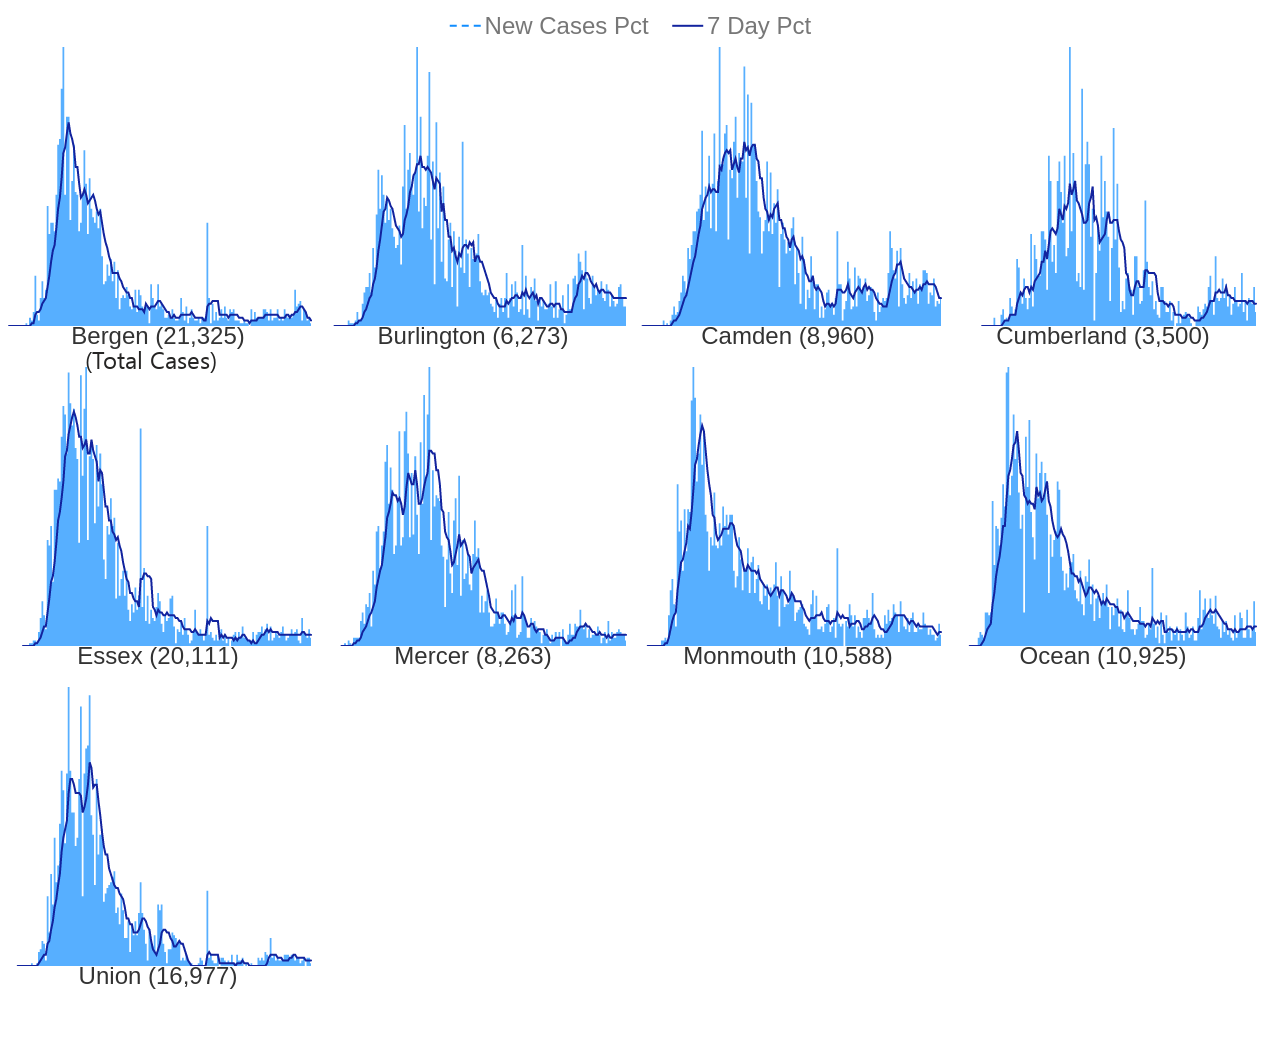 New Cases Pct 7 Day Pct
Bergen (21,325) Burlington (6,273) Camden (8,960) Cumberland (3,500)
(Total Cases)
Essex (20,111) Mercer (8,263) Monmouth (10,588) Ocean (10,925)
Union (16,977)